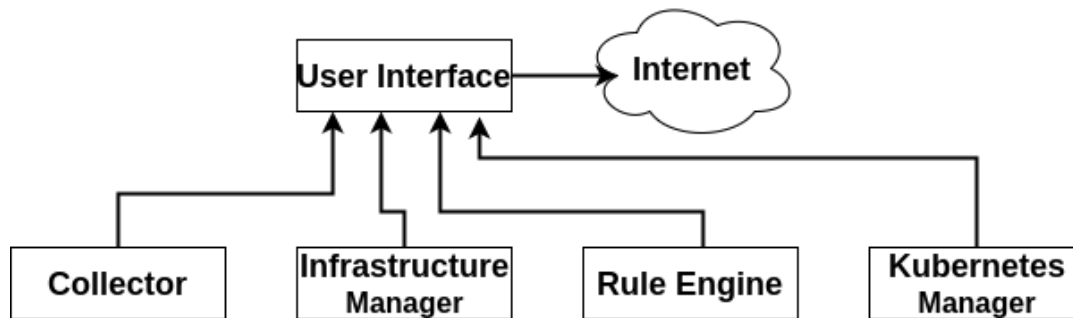 User Interface
Internet
Collector
Infrastructure
Manager
Rule Engine
Kubernetes
Manager